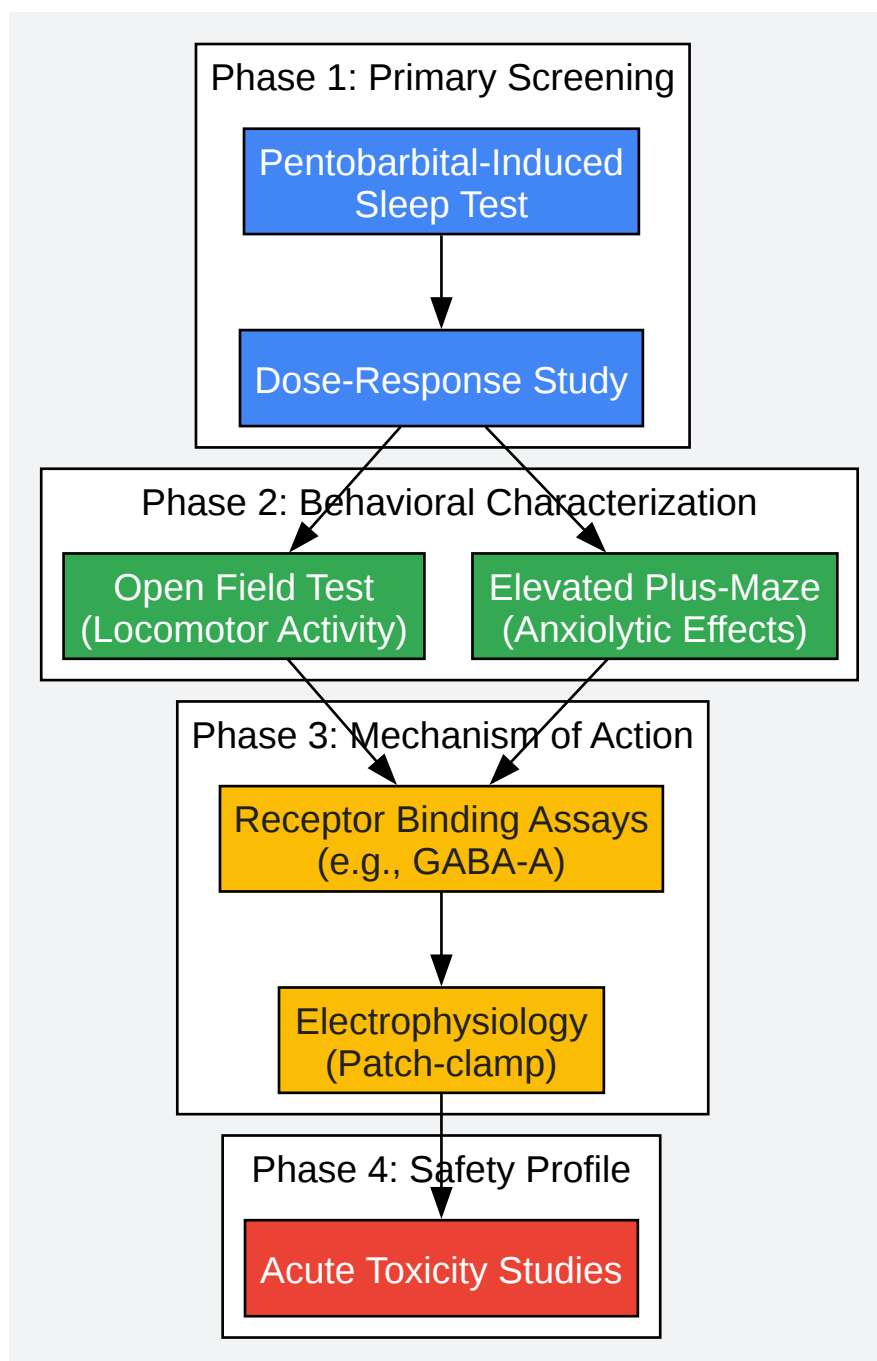 Phase 1: Primary Screening
Pentobarbital-Induced
Sleep Test
Dose-Response Study
Phase 2: Behavioral Characterization
Open Field Test
(Locomotor Activity)
Elevated Plus-Maze
(Anxiolytic Effects)
Phase 3: Mechanism of Action
Receptor Binding Assays
(e.g., GABA-A)
Electrophysiology
(Patch-clamp)
Phase 4: Safety Profile
Acute Toxicity Studies